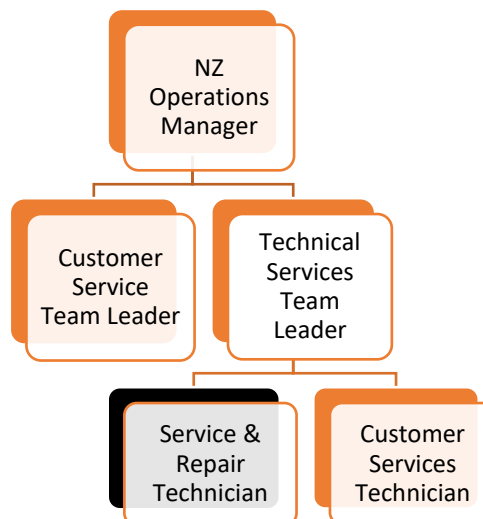 NZ
Operations
Manager
Customer
Service
Team Leader
Technical
Services
Team
Leader
Service &
Repair
Technician
Customer
Services
Technician